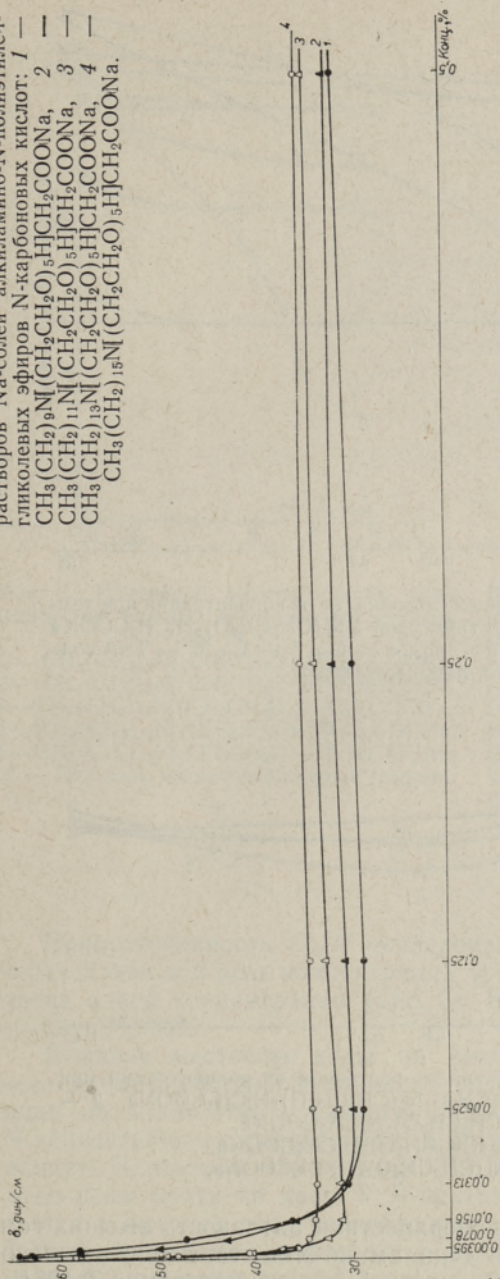 растворов Na-солей алкиламино-N-полиэтилен-
гликолевых эфиров N-карбоновых кислот: 1 —
CH₃(CH₂)₉N[(CH₂CH₂O)₅H]CH₂COONa, 2 —
CH₃(CH₂)₁₁N[(CH₂CH₂O)₅H]CH₂COONa, 3 —
CH₃(CH₂)₁₃N[(CH₂CH₂O)₅H]CH₂COONa, 4 —
CH₃(CH₂)₁₅N[(CH₂CH₂O)₅H]CH₂COONa.
б, дин/см
60
50
40
30
0,00395
0,0078
0,0156
0,0313
0,0625
0,125
0,25
0,5
Конц, %
4
3
2
1